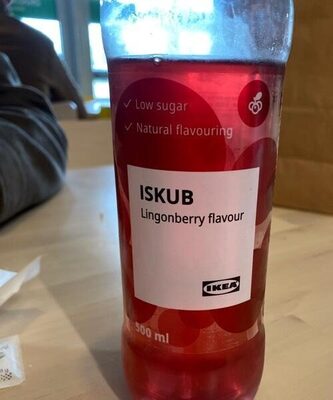 ✓ Low sugar
✓ Natural flavouring
ISKUB
Lingonberry flavour
IKEA
500 ml